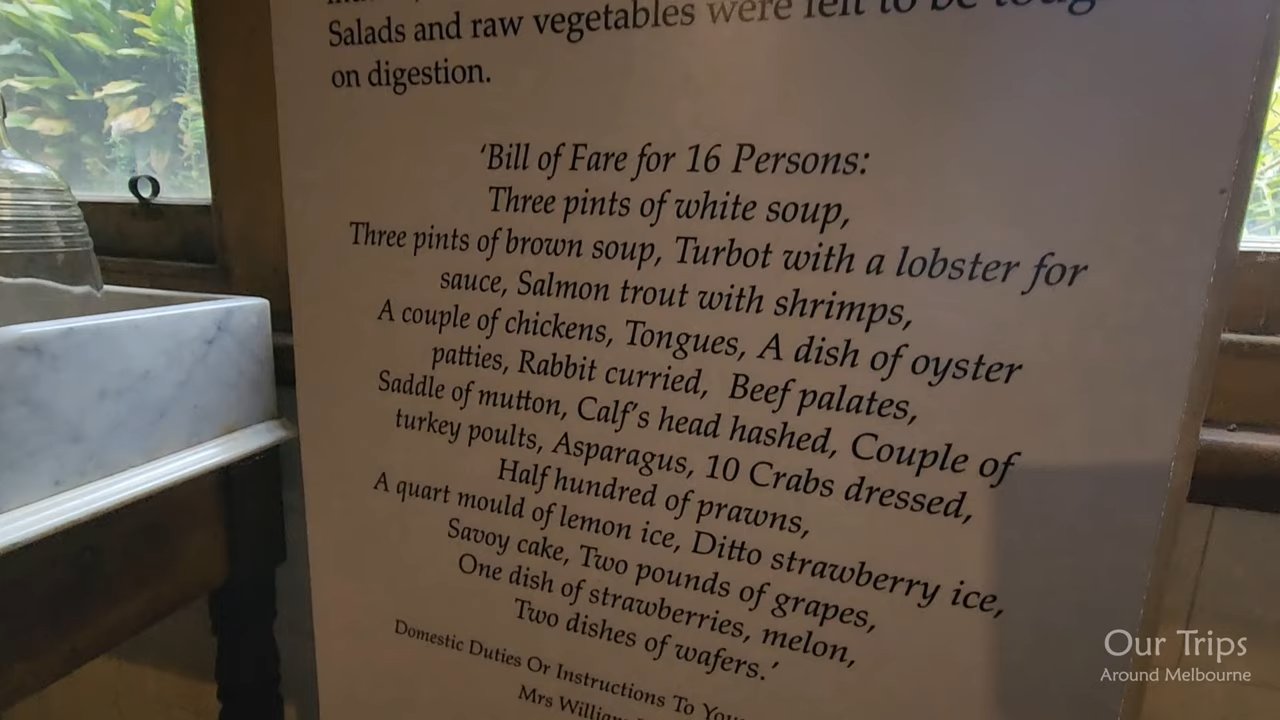 Salads and raw vegetables were felt to be
on digestion.
‘Bill of Fare for 16 Persons:
Three pints of white soup,
Three pints of brown soup, Turbot with a lobster for
sauce, Salmon trout with shrimps,
A couple of chickens, Tongues, A dish of oyster
patties, Rabbit curried, Beef palates,
Saddle of mutton, Calf's head hashed, Couple of
turkey poults, Asparagus, 10 Crabs dressed,
Half hundred of prawns,
A quart mould of lemon ice, Ditto strawberry ice,
Savoy cake, Two pounds of grapes,
One dish of strawberries, melon,
Two dishes of wafers.’
Domestic Duties Or Instructions To
Mrs
Our Trips
Around Melbourne